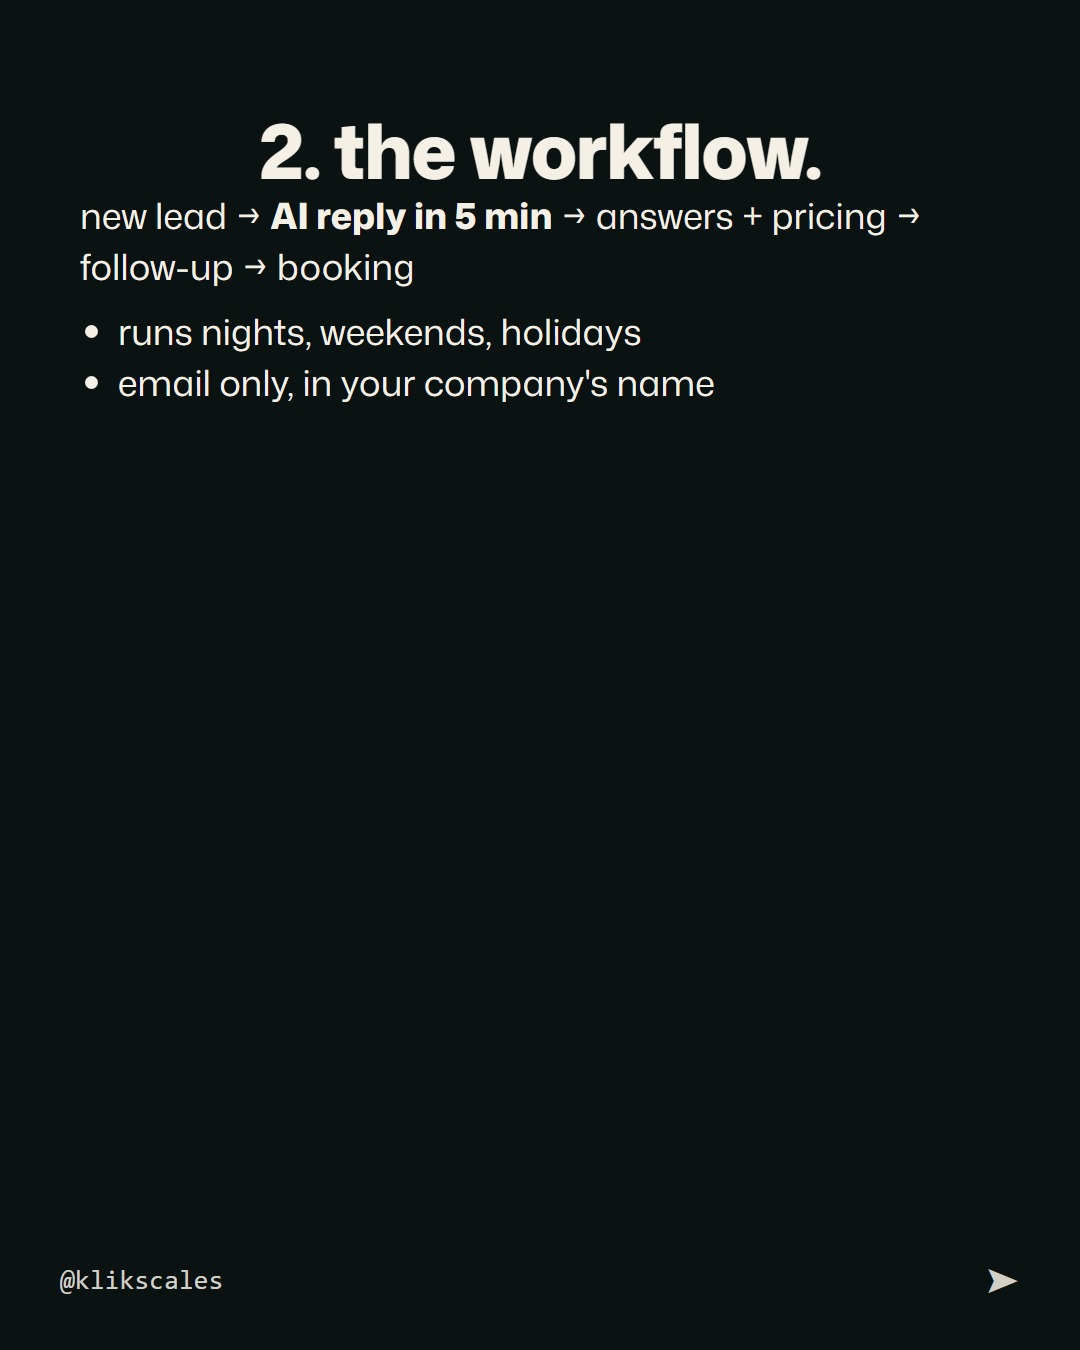 2. the workflow.
new lead → AI reply in 5 min → answers + pricing →
follow-up → booking
• runs nights, weekends, holidays
• email only, in your company's name
@klikscales